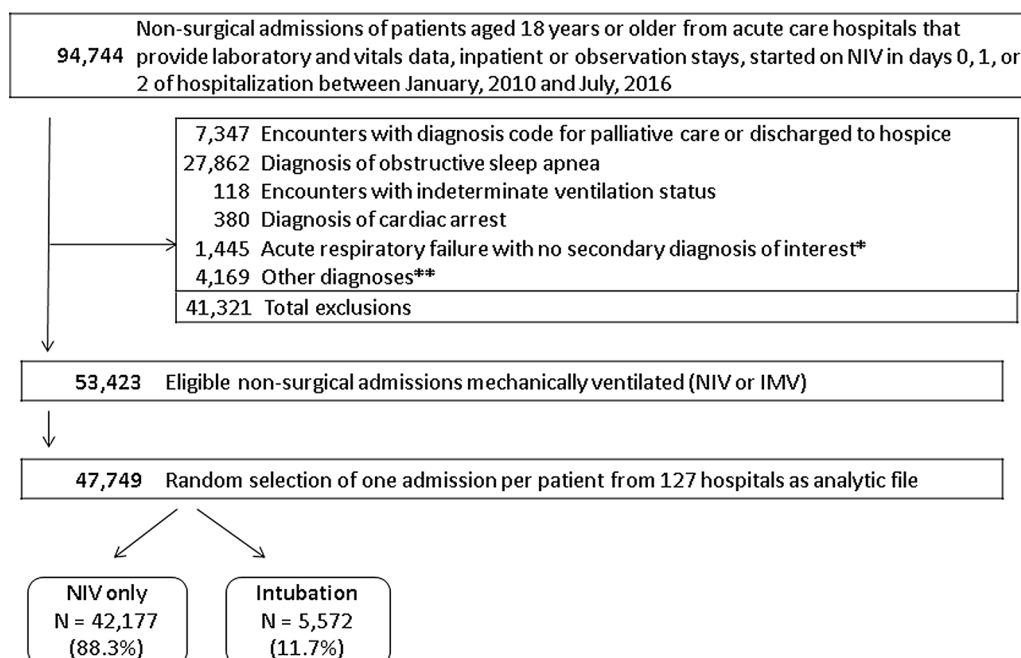 Non-surgical admissions of patients aged 18 years or older from acute care hospitals that
94,744 provide laboratory and vitals data, inpatient or observation stays, started on NIV in days 0, 1, or
2 of hospitalization between January, 2010 and July, 2016
7,347 Encounters with diagnosis code for palliative care or discharged to hospice
27,862 Diagnosis of obstructive sleep apnea
118 Encounters with indeterminate ventilation status
380 Diagnosis of cardiac arrest
1,445 Acute respiratory failure with no secondary diagnosis of interest*
4,169 Other diagnoses**
41,321 Total exclusions
53,423 Eligible non-surgical admissions mechanically ventilated (NIV or IMV)
47,749 Random selection of one admission per patient from 127 hospitals as analytic file
NIV only
N = 42,177
(88.3%)
Intubation
N = 5,572
(11.7%)